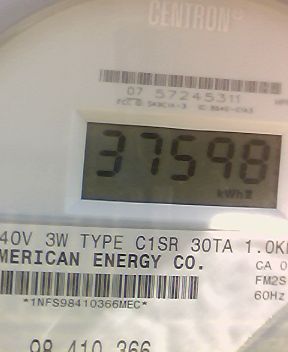 CENTRON®
07 57245311
37598
kWh
40V 3W TYPE C1SR 30TA 1.0K
MERICAN ENERGY CO.
CA 0
FM2S
60Hz
*1NFS98410366MEC*
98 410 366